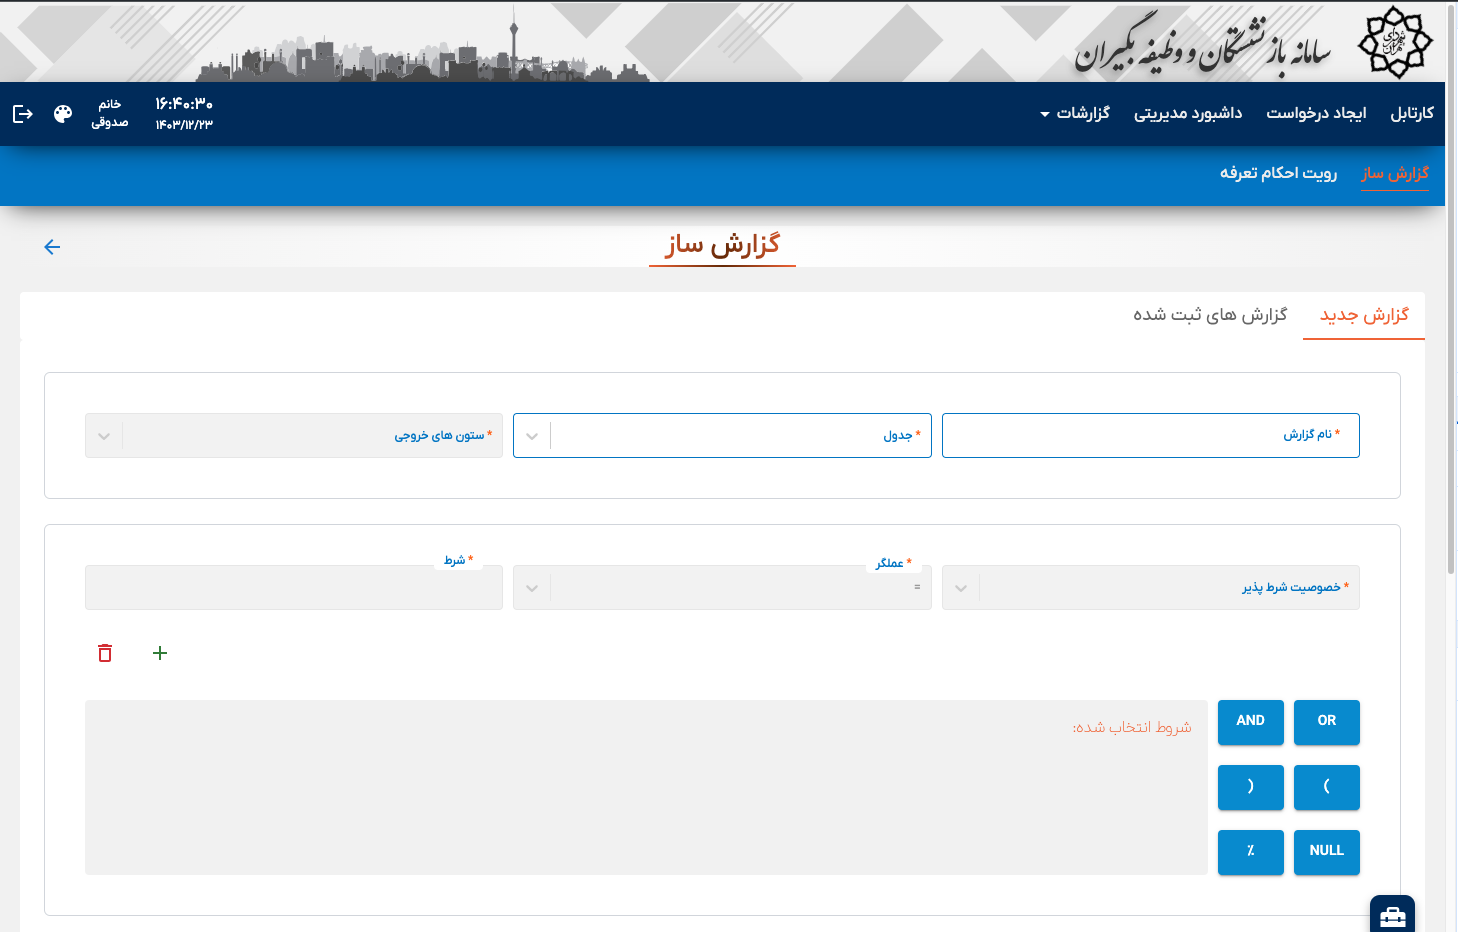 سامانه بازنشستگان و وظیفه بگیران
کارتابل
ایجاد درخواست
داشبورد مدیریتی
گزارشات
۱۶:۴۰:۳۰
۱۴۰۳/۱۲/۲۳
خانم
صدوقی
گزارش ساز
رویت احکام تعرفه
گزارش ساز
گزارش جدید
گزارش های ثبت شده
* نام گزارش
* جدول
* ستون های خروجی
* خصوصیت شرط پذیر
* عملگر
=
* شرط
OR
AND
شروط انتخاب شده:
)
(
NULL
٪